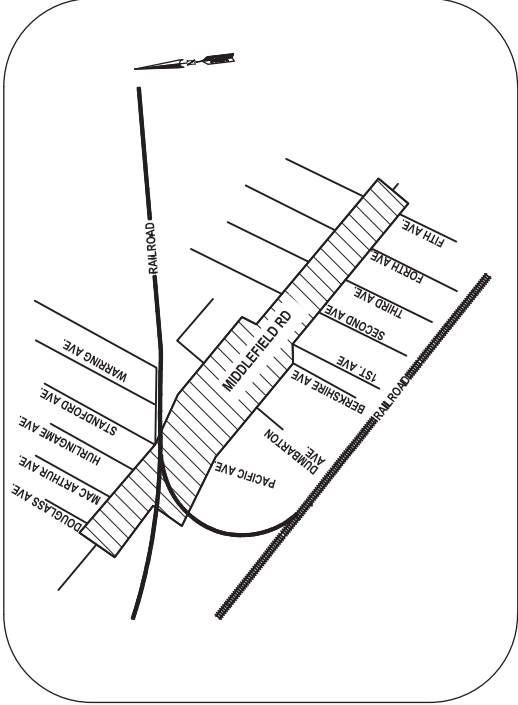 N
RAILROAD
WARRING AVE.
STANDFORD AVE.
HURLINGAME AVE.
MAC ARTHUR AVE.
DOUGLASS AVE.
MIDDLEFIELD RD
FITH AVE.
FORTH AVE.
THIRD AVE.
SECOND AVE
1ST. AVE
BERKSHIRE AVE
DUMBARTON
AVE.
PACIFIC AVE.
RAILROAD